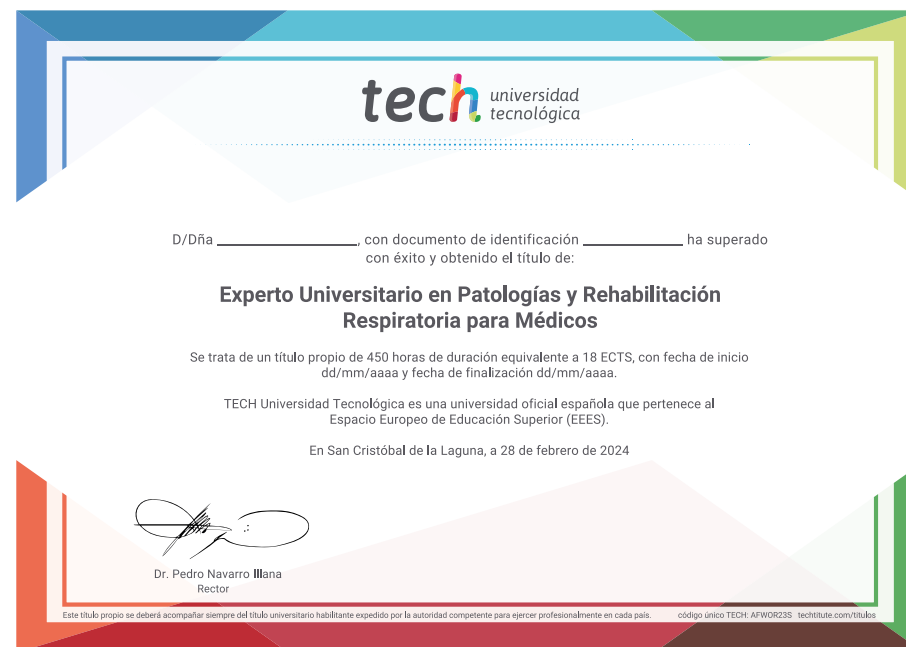 tech universidad
tecnológica
D/Dña ____________________, con documento de identificación ______________ ha superado
con éxito y obtenido el título de:
Experto Universitario en Patologías y Rehabilitación
Respiratoria para Médicos
Se trata de un título propio de 450 horas de duración equivalente a 18 ECTS, con fecha de inicio
dd/mm/aaaa y fecha de finalización dd/mm/aaaa.
TECH Universidad Tecnológica es una universidad oficial española que pertenece al
Espacio Europeo de Educación Superior (EEES).
En San Cristóbal de la Laguna, a 28 de febrero de 2024
Dr. Pedro Navarro Illana
Rector
Este título propio se deberá acompañar siempre del título universitario habilitante expedido por la autoridad competente para ejercer profesionalmente en cada país. código único TECH: AFWOR23S techtitute.com/titulos